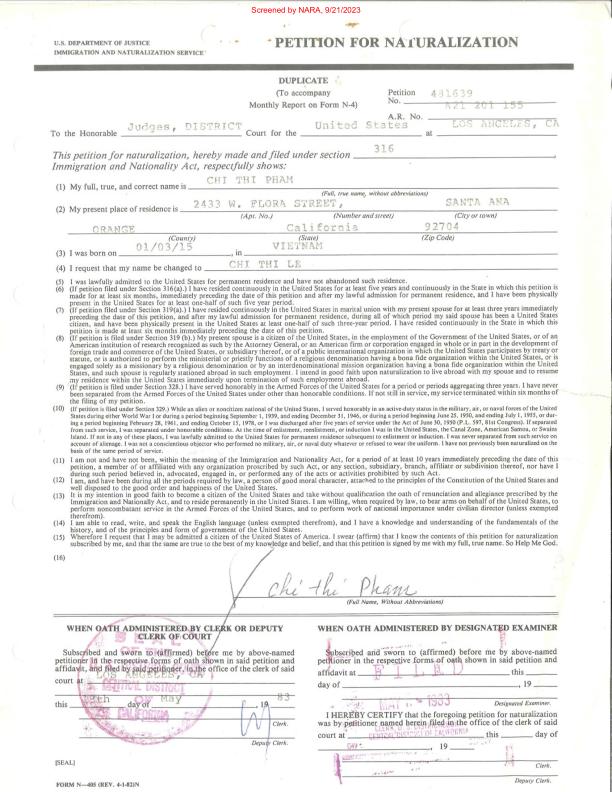 Screened by NARA, 9/21/2023
U.S. DEPARTMENT OF JUSTICE
IMMIGRATION AND NATURALIZATION SERVICE
PETITION FOR NATURALIZATION
DUPLICATE
(To accompany
Monthly Report on Form N-4)
Petition No. 481639
A21 201 155
A.R. No.
To the Honorable Judges, DISTRICT Court for the United States at LOS ANGELES, CA
This petition for naturalization, hereby made and filed under section 316,
Immigration and Nationality Act, respectfully shows:
(1) My full, true, and correct name is CHI THI PHAM
(Full, true name, without abbreviations)
(2) My present place of residence is 2433 W. FLORA STREET, SANTA ANA
(Apt. No.) (Number and street) (City or town)
ORANGE California 92704
(County) (State) (Zip Code)
(3) I was born on 01/03/15, in VIETNAM
(4) I request that my name be changed to CHI THI LE
(5) I was lawfully admitted to the United States for permanent residence and have not abandoned such residence.
(6) (If petition filed under Section 316(a).) I have resided continuously in the United States for at least five years and continuously in the State in which this petition is
made for at least six months, immediately preceding the date of this petition and after my lawful admission for permanent residence, and I have been physically
present in the United States for at least one-half of such five year period.
(7) (If petition filed under Section 319(a).) I have resided continuously in the United States in marital union with my present spouse for at least three years immediately
preceding the date of this petition, and after my lawful admission for permanent residence, during all of which period my said spouse has been a United States
citizen, and have been physically present in the United States at least one-half of such three-year period. I have resided continuously in the State in which this
petition is made at least six months immediately preceding the date of this petition.
(8) (If petition filed under Section 319 (b).) My present spouse is a citizen of the United States, in the employment of the Government of the United States, or of an
American institution of research recognized as such by the Attorney General, or an American firm or corporation engaged in whole or in part in the development of
foreign trade and commerce of the United States, or subsidiary thereof, or of a public international organization in which the United States participates by treaty or
statute, or is authorized to perform the ministerial or priestly functions of a religious denomination having a bona fide organization within the United States, or is
engaged solely as a missionary by a religious denomination or by an interdenominational mission organization having a bona fide organization within the United
States, and such spouse is regularly stationed abroad in such employment. I intend in good faith upon naturalization to live abroad with my spouse and to resume
my residence within the United States immediately upon termination of such employment abroad.
(9) (If petition filed under Section 328.) I have served honorably in the Armed Forces of the United States for a period or periods aggregating three years. I have never
been separated from the Armed Forces of the United States under other than honorable conditions. If not still in service, my service terminated within six months of
the filing of my petition.
(10) (If petition is filed under Section 329.) While an alien or noncitizen national of the United States, I served honorably in an active-duty status in the military, air, or naval forces of the United
States during either World War I or during a period beginning September 1, 1939, and ending December 31, 1946, or during a period beginning June 25, 1950, and ending July 1, 1955, or dur-
ing a period beginning February 28, 1961, and ending October 15, 1978, or I was discharged after five years of service under the Act of June 30, 1950 (P.L. 597, 81st Congress). If separated
from such service, I was separated under honorable conditions. At the time of enlistment, reenlistment, or induction I was in the United States, the Canal Zone, American Samoa, or Swains
Island. If not in any of these places, I was lawfully admitted to the United States for permanent residence subsequent to enlistment or induction. I was never separated from such service on
account of alienage. I was not a conscientious objector who performed no military, air, or naval duty whatever or refused to wear the uniform. I have not previously been naturalized on the
basis of the same period of service.
(11) I am not and have not been, within the meaning of the Immigration and Nationality Act, for a period of at least 10 years immediately preceding the date of this
petition, a member of or affiliated with any organization proscribed by such Act, or any section, subsidiary, branch, affiliate or subdivision thereof, nor have I
during such period believed in, advocated, engaged in, or performed any of the acts or activities prohibited by such Act.
(12) I am, and have been during all the periods required by law, a person of good moral character, attached to the principles of the Constitution of the United States and
well disposed to the good order and happiness of the United States.
(13) It is my intention in good faith to become a citizen of the United States and take without qualification the oath of renunciation and allegiance prescribed by the
Immigration and Nationality Act, and to reside permanently in the United States. I am willing, when required by law, to bear arms on behalf of the United States, to
perform noncombatant service in the Armed Forces of the United States, and to perform work of national importance under civilian direction (unless exempted
therefrom).
(14) I am able to read, write, and speak the English language (unless exempted therefrom), and I have a knowledge and understanding of the fundamentals of the
history, and of the principles and form of government of the United States.
(15) Wherefore I request that I may be admitted a citizen of the United States of America. I swear (affirm) that I know the contents of this petition for naturalization
subscribed by me, and that the same are true to the best of my knowledge and belief, and that this petition is signed by me with my full, true name. So Help Me God.
(16)
Chi thi Pham
(Full Name, Without Abbreviations)
WHEN OATH ADMINISTERED BY CLERK OR DEPUTY
CLERK OF COURT
Subscribed and sworn to (affirmed) before me by above-named
petitioner in the respective forms of oath shown in said petition and
affidavit, and filed by said petitioner, in the office of the clerk of said
court at LOS ANGELES, CA
CENTRAL DISTRICT
this day of May, 19 83
CALIFORNIA
Clerk.
Deputy Clerk.
[SEAL]
FORM N—405 (REV. 4-1-82)N
WHEN OATH ADMINISTERED BY DESIGNATED EXAMINER
Subscribed and sworn to (affirmed) before me by above-named
petitioner in the respective forms of oath shown in said petition and
affidavit at this
FILED
day of , 19
Designated Examiner.
I HEREBY CERTIFY that the foregoing petition for naturalization
was by petitioner named herein filed in the office of the clerk of said
court at this day of
CENTRAL DISTRICT OF CALIFORNIA
, 19
Clerk.
Deputy Clerk.